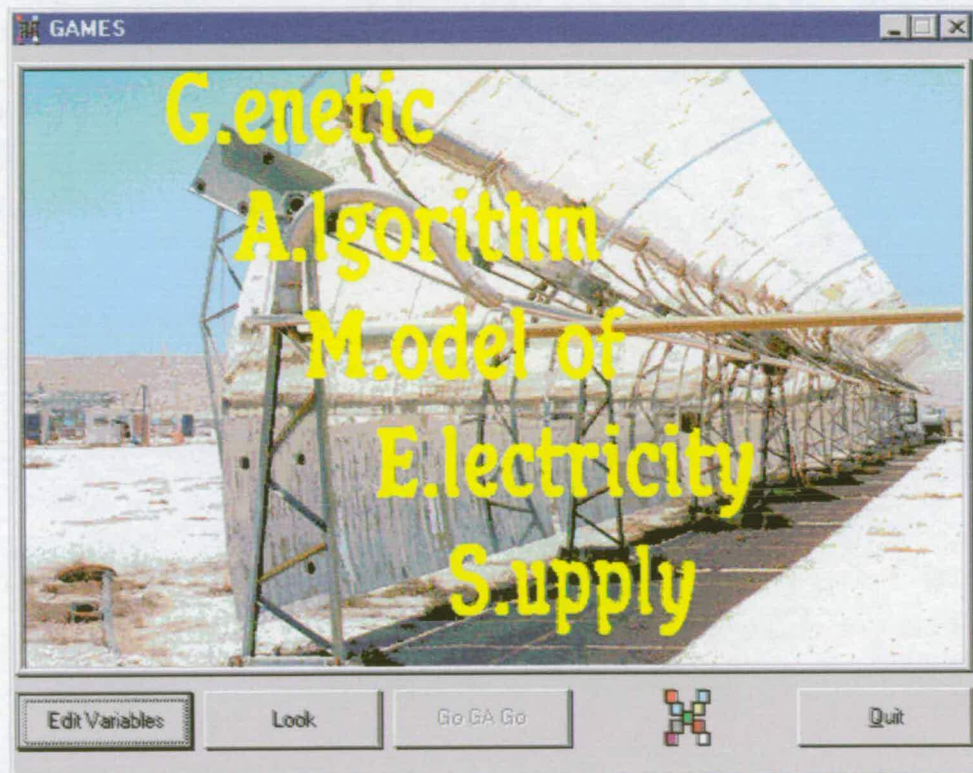 GAMES
G.enetic
A.lgorithm
M.odel of
E.lectricity
S.upply
Edit Variables Look Go GA Go Quit